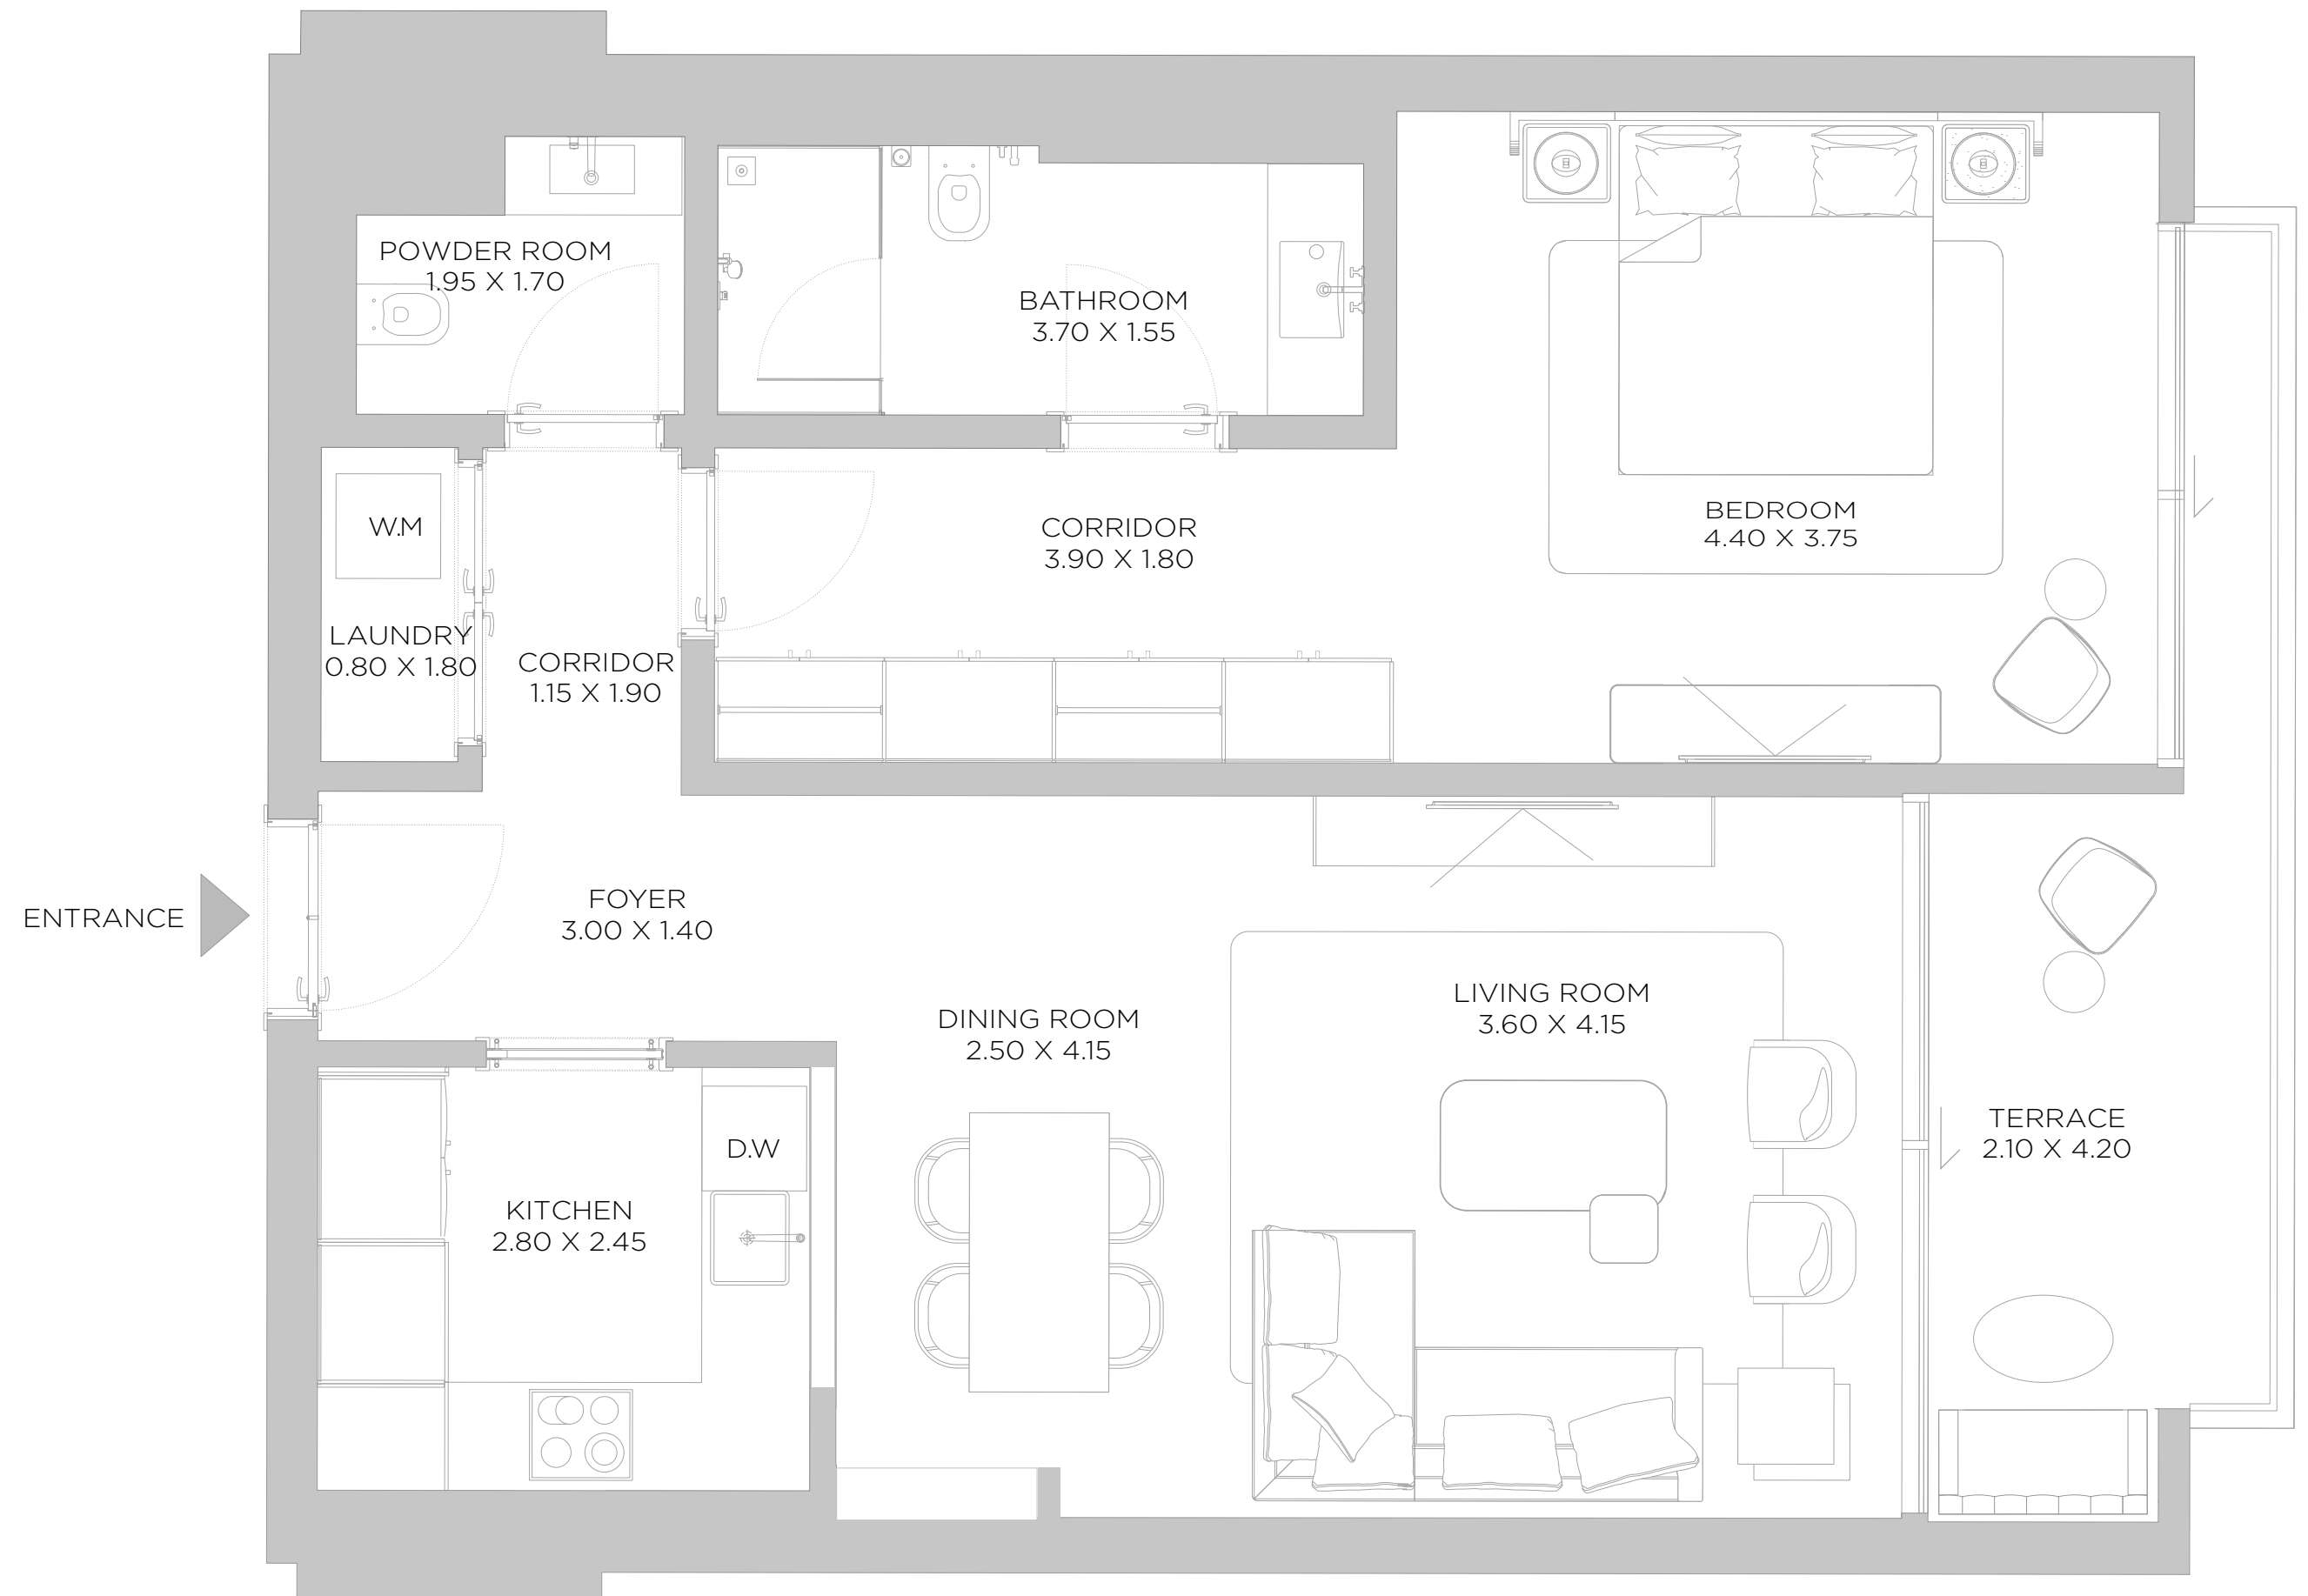 POWDER ROOM
1.95 X 1.70
BATHROOM
3.70 X 1.55
W.M
CORRIDOR
3.90 X 1.80
BEDROOM
4.40 X 3.75
LAUNDRY
0.80 X 1.80
CORRIDOR
1.15 X 1.90
ENTRANCE
FOYER
3.00 X 1.40
DINING ROOM
2.50 X 4.15
LIVING ROOM
3.60 X 4.15
TERRACE
2.10 X 4.20
D.W
KITCHEN
2.80 X 2.45